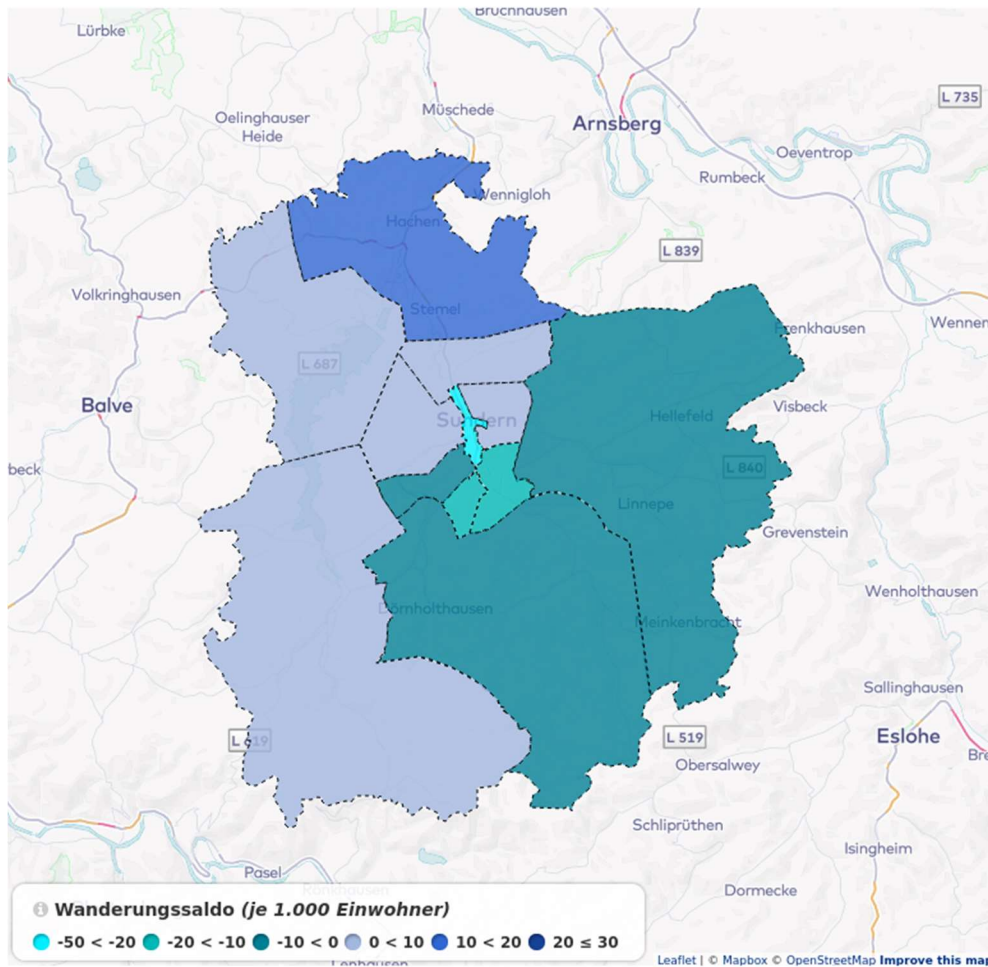 Bruchhausen
Lürbke
L 735
Müschede
Oelinghauser
Heide
Arnsberg
Oeventrop
Rumbeck
Wennigloh
Hachen
L 839
Volkringhausen
Stemel
Frenkhausen
Wennen
L 687
Balve
Visbeck
Hellefeld
Sundern
beck
L 840
Linnepe
Grevenstein
Wenholthausen
Dörnholthausen
Meinkenbracht
Sallinghausen
L 519
Eslohe
Bre
Obersalwey
Schliprüthen
Isingheim
Pasel
Rönkhausen
Dormecke
Wanderungssaldo (je 1.000 Einwohner)
-50 < -20 -20 < -10 -10 < 0 0 < 10 10 < 20 20 ≤ 30
Leaflet | © Mapbox © OpenStreetMap Improve this map